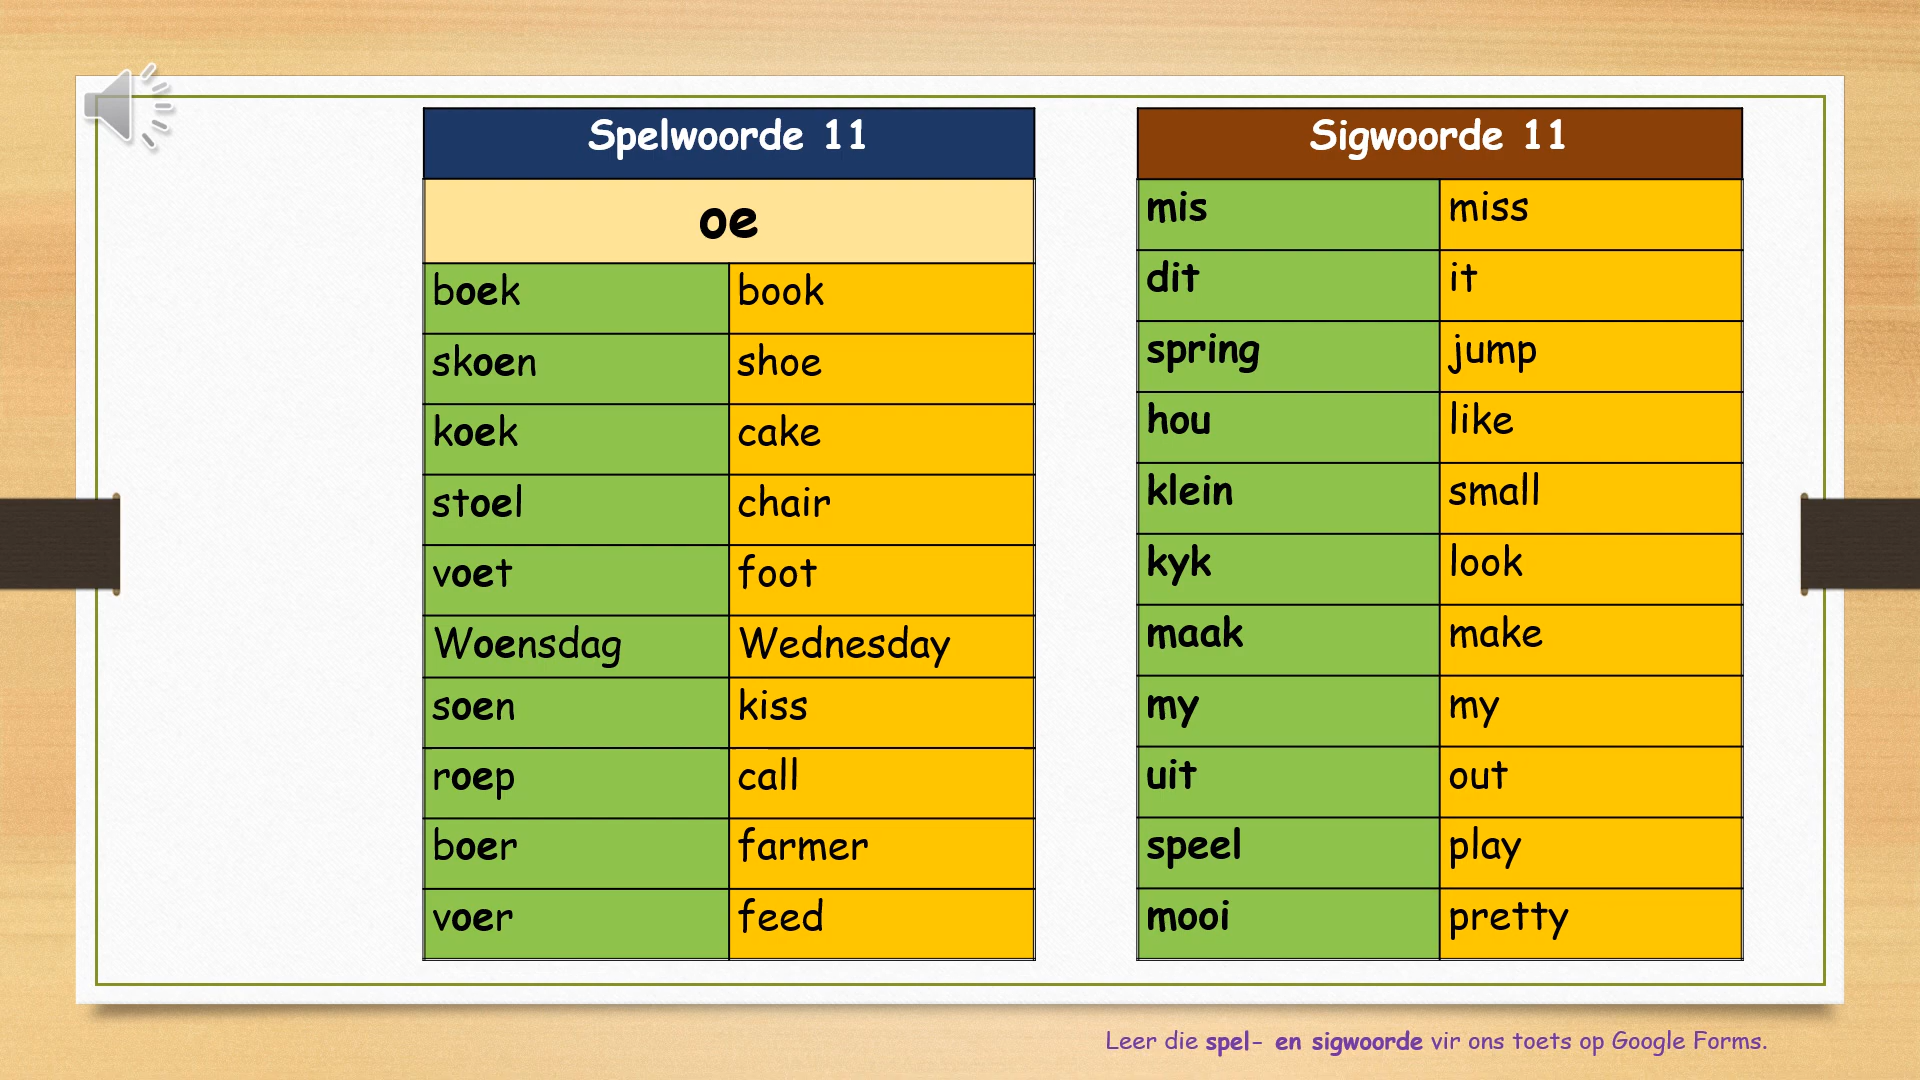 Spelwoorde 11
oe
boek book
skoen shoe
koek cake
stoel chair
voet foot
Woensdag Wednesday
soen kiss
roep call
boer farmer
voer feed
Sigwoorde 11
mis miss
dit it
spring jump
hou like
klein small
kyk look
maak make
my my
uit out
speel play
mooi pretty
Leer die spel- en sigwoorde vir ons toets op Google Forms.